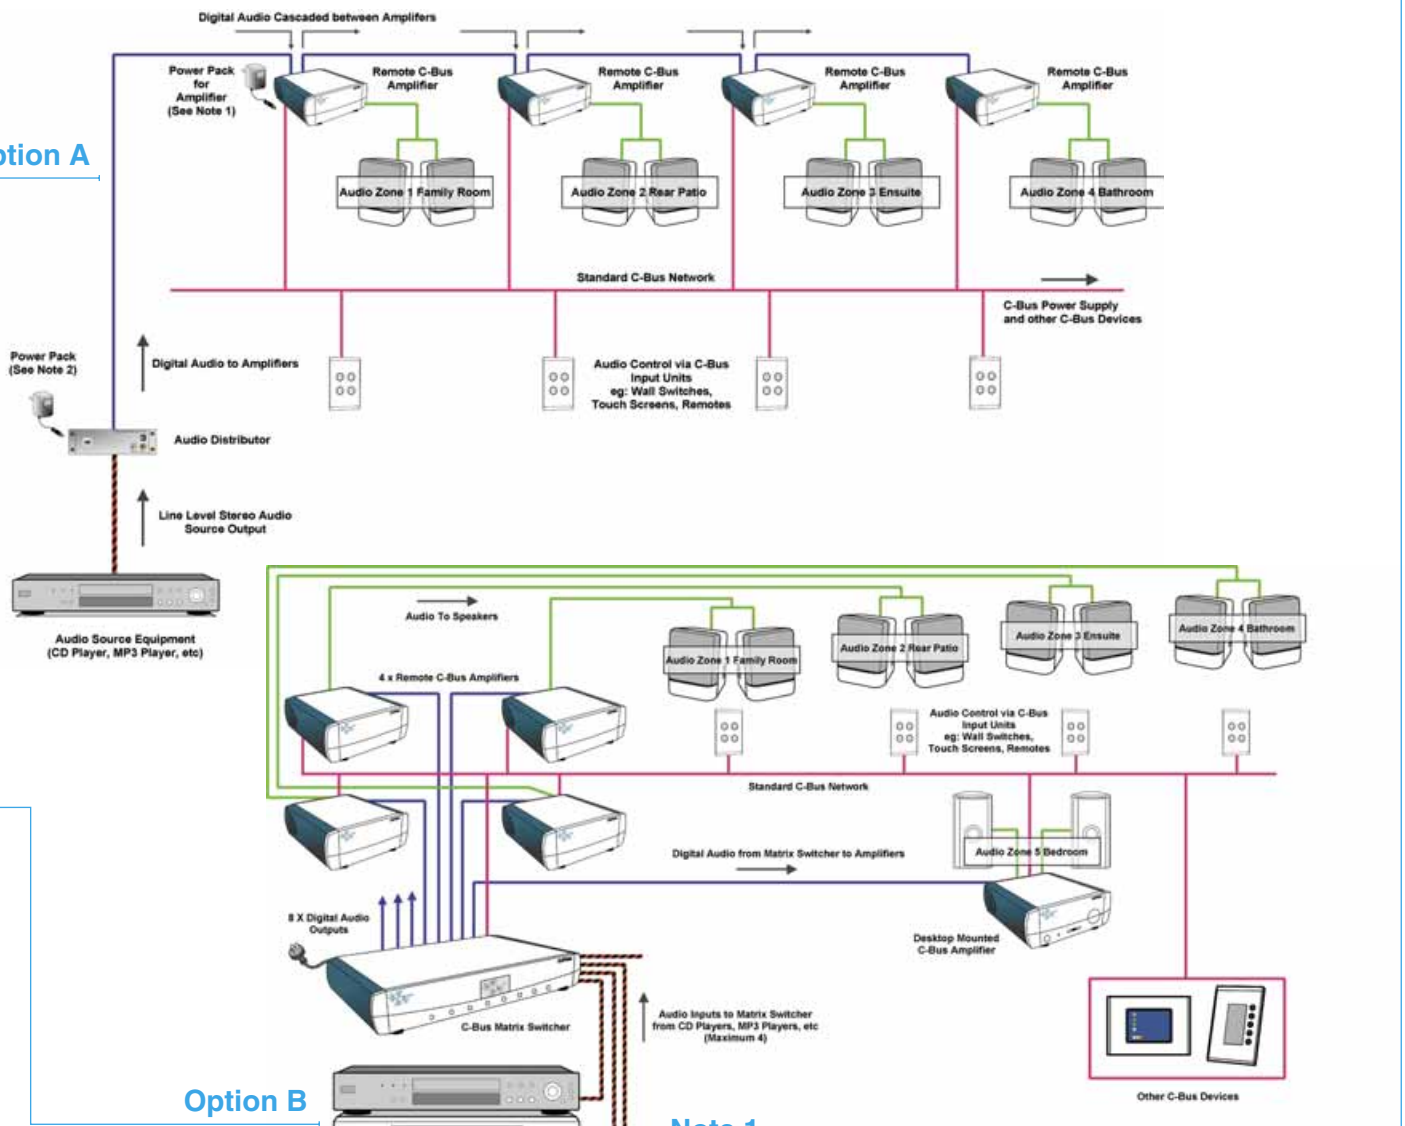 Digital Audio Cascaded between Amplifers
Power Pack
for
Amplifier
(See Note 1)
Remote C-Bus
Amplifier
Remote C-Bus
Amplifier
Remote C-Bus
Amplifier
Remote C-Bus
Amplifier
ption A
Audio Zone 1 Family Room
Audio Zone 2 Rear Patio
Audio Zone 3 Ensuite
Audio Zone 4 Bathroom
Standard C-Bus Network
C-Bus Power Supply
and other C-Bus Devices
Power Pack
(See Note 2)
Digital Audio to Amplifiers
Audio Control via C-Bus
Input Units
eg: Wall Switches,
Touch Screens, Remotes
Audio Distributor
Line Level Stereo Audio
Source Output
Audio Source Equipment
(CD Player, MP3 Player, etc)
Audio To Speakers
Audio Zone 1 Family Room
Audio Zone 2 Rear Patio
Audio Zone 3 Ensuite
Audio Zone 4 Bathroom
4 x Remote C-Bus Amplifiers
Audio Control via C-Bus
Input Units
eg: Wall Switches,
Touch Screens, Remotes
Standard C-Bus Network
Digital Audio from Matrix Switcher to Amplifiers
Audio Zone 5 Bedroom
8 X Digital Audio
Outputs
Desktop Mounted
C-Bus Amplifier
C-Bus Matrix Switcher
Audio Inputs to Matrix Switcher
from CD Players, MP3 Players, etc
(Maximum 4)
Other C-Bus Devices
Option B
Note 1